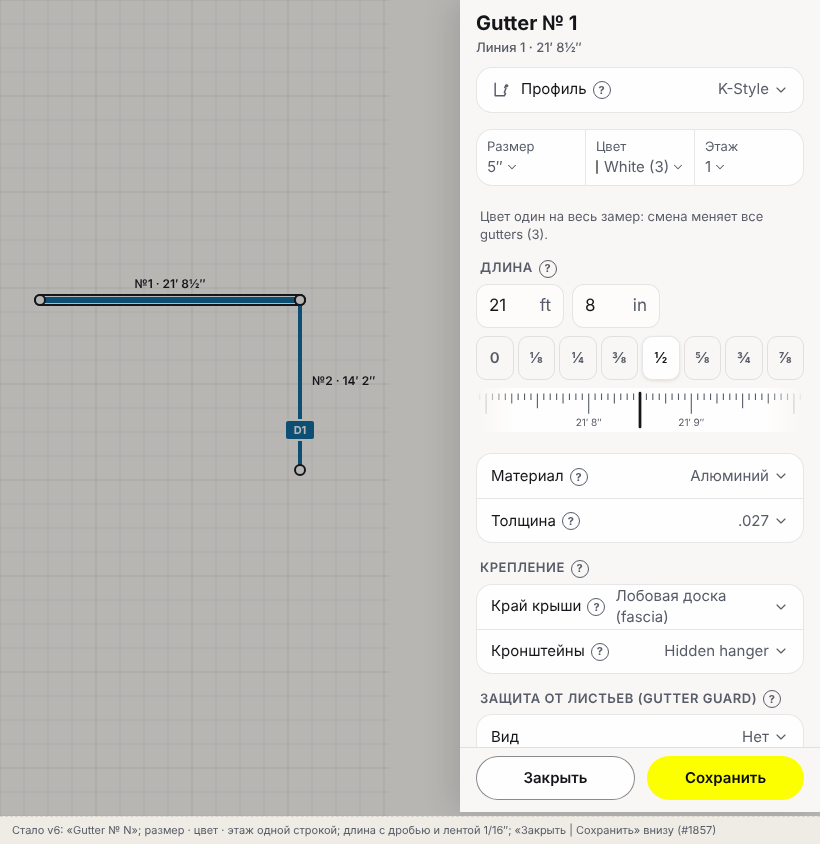 Gutter № 1
Линия 1 · 21′ 8½″
Профиль ? K-Style
Размер Цвет Этаж
5″ White (3) 1
Цвет один на весь замер: смена меняет все
gutters (3).
ДЛИНА ?
21 ft 8 in
0 ⅛ ¼ ⅜ ½ ⅝ ¾ ⅞
21′ 8″ 21′ 9″
Материал ? Алюминий
Толщина ? .027
КРЕПЛЕНИЕ ?
Край крыши ? Лобовая доска
(fascia)
Кронштейны ? Hidden hanger
ЗАЩИТА ОТ ЛИСТЬЕВ (GUTTER GUARD) ?
Вид Нет
Закрыть Сохранить
№1 · 21′ 8½″
№2 · 14′ 2″
D1
Стало v6: «Gutter № N»; размер · цвет · этаж одной строкой; длина с дробью и лентой 1/16″; «Закрыть | Сохранить» внизу (#1857)